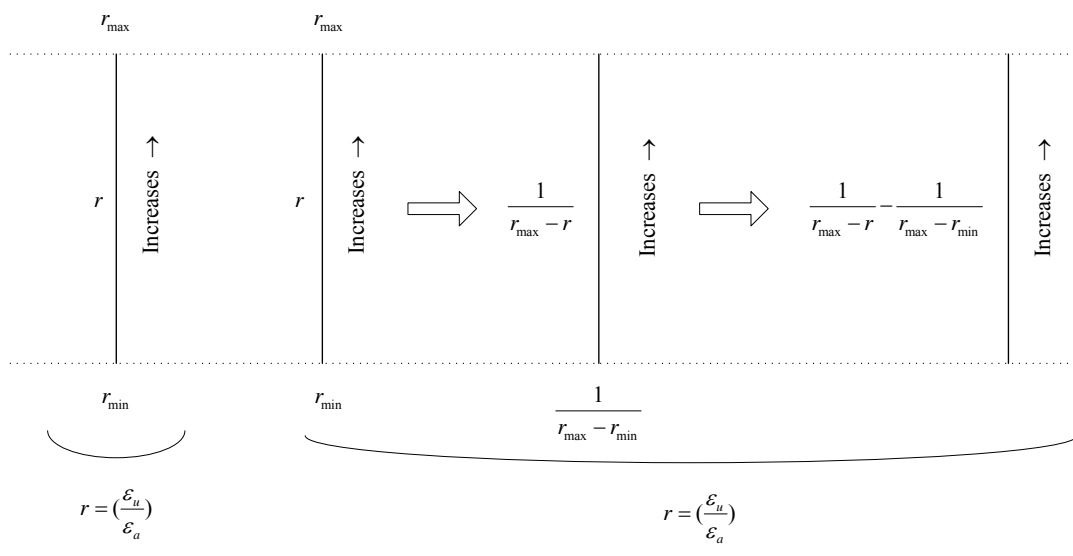 r_max r_max
r Increases → r Increases → 1/(r_max − r) Increases → 1/(r_max − r) − 1/(r_max − r_min) Increases →
r_min r_min 1/(r_max − r_min)
r = (ε_u/ε_a) r = (ε_u/ε_a)